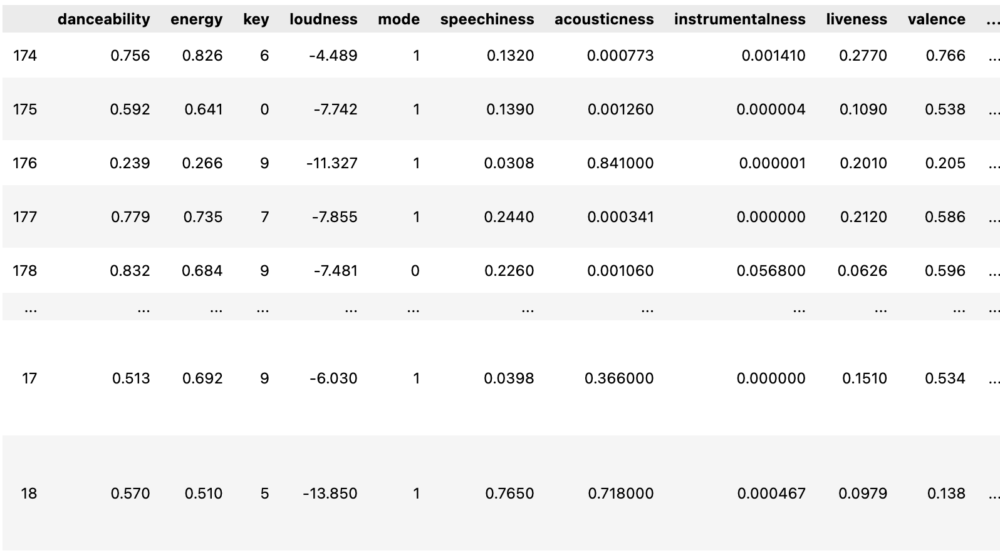 danceability energy key loudness mode speechiness acousticness instrumentalness liveness valence ...
174 0.756 0.826 6 -4.489 1 0.1320 0.000773 0.001410 0.2770 0.766 ...
175 0.592 0.641 0 -7.742 1 0.1390 0.001260 0.000004 0.1090 0.538 ...
176 0.239 0.266 9 -11.327 1 0.0308 0.841000 0.000001 0.2010 0.205 ...
177 0.779 0.735 7 -7.855 1 0.2440 0.000341 0.000000 0.2120 0.586 ...
178 0.832 0.684 9 -7.481 0 0.2260 0.001060 0.056800 0.0626 0.596 ...
... ... ... ... ... ... ... ... ... ... ... ...
17 0.513 0.692 9 -6.030 1 0.0398 0.366000 0.000000 0.1510 0.534 ...
18 0.570 0.510 5 -13.850 1 0.7650 0.718000 0.000467 0.0979 0.138 ...